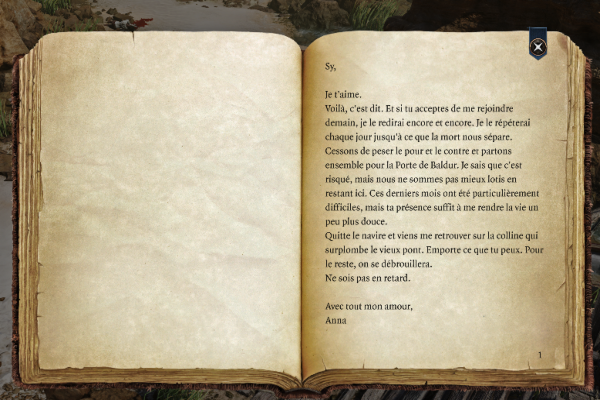 Sy,
Je t'aime.
Voilà, c'est dit. Et si tu acceptes de me rejoindre
demain, je le redirai encore et encore. Je le répéterai
chaque jour jusqu'à ce que la mort nous sépare.
Cessons de peser le pour et le contre et partons
ensemble pour la Porte de Baldur. Je sais que c'est
risqué, mais nous ne sommes pas mieux lotis en
restant ici. Ces derniers mois ont été particulièrement
difficiles, mais ta présence suffit à me rendre la vie un
peu plus douce.
Quitte le navire et viens me retrouver sur la colline qui
surplombe le vieux pont. Emporte ce que tu peux. Pour
le reste, on se débrouillera.
Ne sois pas en retard.
Avec tout mon amour,
Anna
1